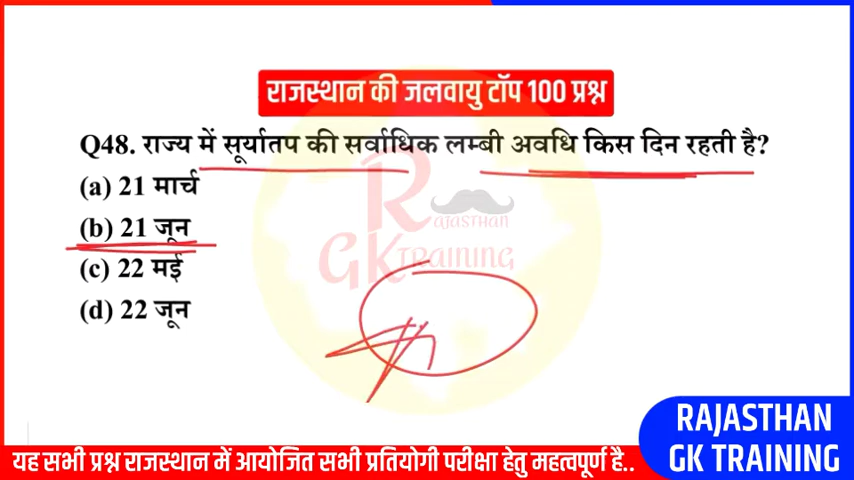 राजस्थान की जलवायु टॉप 100 प्रश्न
Q48. राज्य में सूर्यातप की सर्वाधिक लम्बी अवधि किस दिन रहती है?
(a) 21 मार्च
(b) 21 जून
(c) 22 मई
(d) 22 जून
RAJASTHAN
GK TRAINING
RAJASTHAN
GK TRAINING
यह सभी प्रश्न राजस्थान में आयोजित सभी प्रतियोगी परीक्षा हेतु महत्वपूर्ण है..